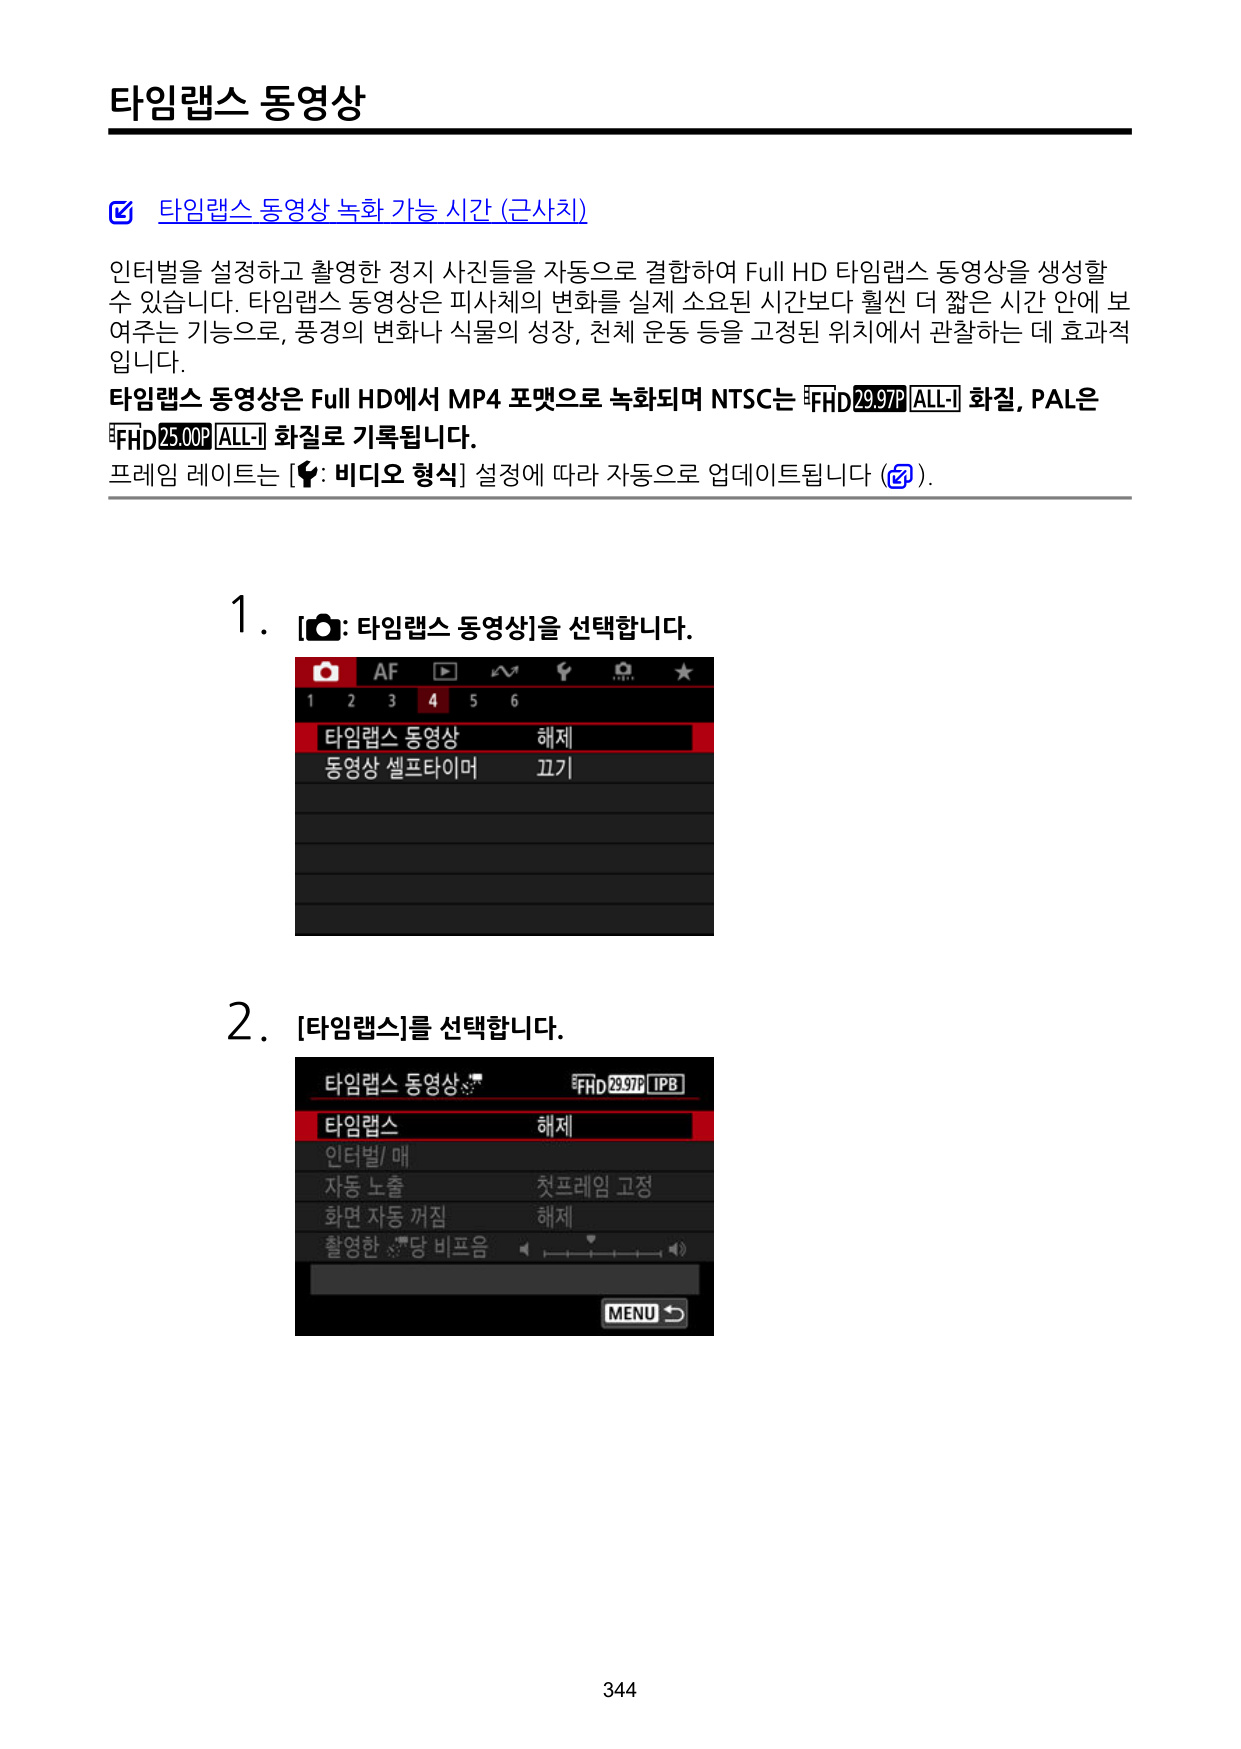 타임랩스 동영상
타임랩스 동영상 녹화 가능 시간 (근사치)
인터벌을 설정하고 촬영한 정지 사진들을 자동으로 결합하여 Full HD 타임랩스 동영상을 생성할
수 있습니다. 타임랩스 동영상은 피사체의 변화를 실제 소요된 시간보다 훨씬 더 짧은 시간 안에 보
여주는 기능으로, 풍경의 변화나 식물의 성장, 천체 운동 등을 고정된 위치에서 관찰하는 데 효과적
입니다.
타임랩스 동영상은 Full HD에서 MP4 포맷으로 녹화되며 NTSC는 FHD 29.97P ALL-I 화질, PAL은
FHD 25.00P ALL-I 화질로 기록됩니다.
프레임 레이트는 [: 비디오 형식] 설정에 따라 자동으로 업데이트됩니다 ().
1. [: 타임랩스 동영상]을 선택합니다.
AF
1 2 3 4 5 6
타임랩스 동영상 해제
동영상 셀프타이머 끄기
2. [타임랩스]를 선택합니다.
타임랩스 동영상 FHD 29.97P IPB
타임랩스 해제
인터벌/ 매
자동 노출 첫프레임 고정
화면 자동 꺼짐 해제
촬영한 당 비프음
MENU
344